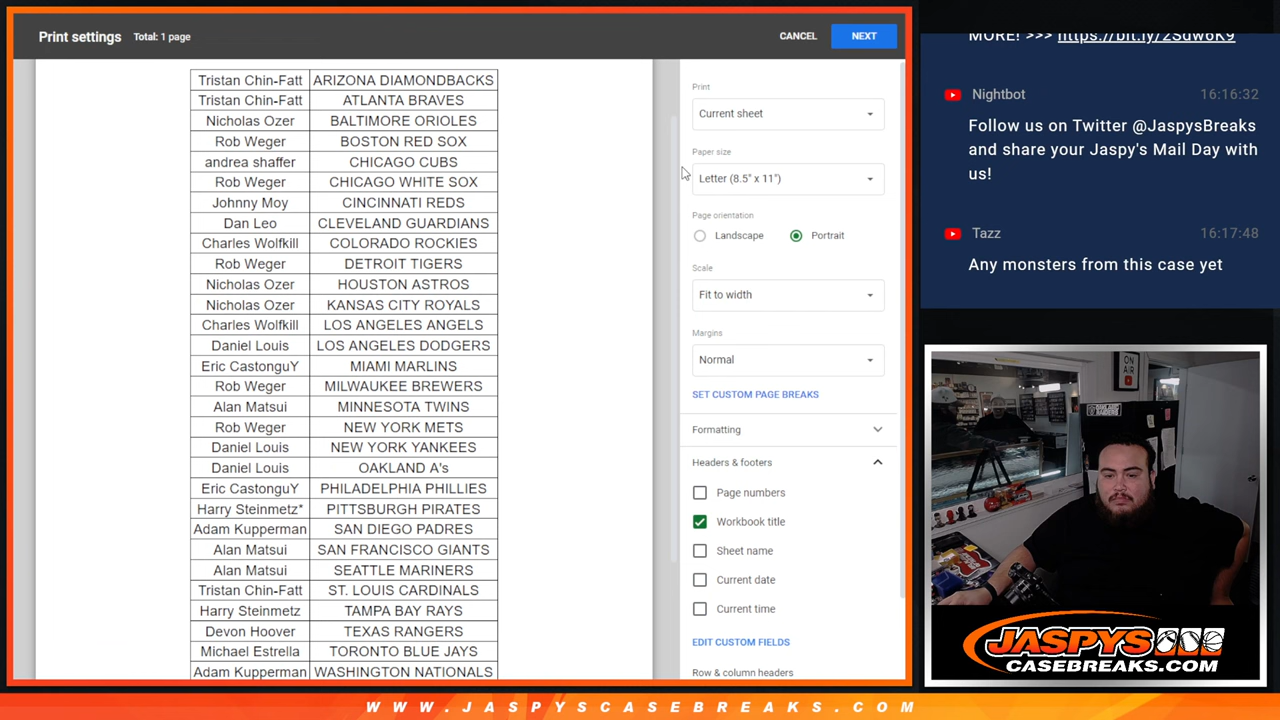 Print settings Total: 1 page CANCEL NEXT
Tristan Chin-Fatt ARIZONA DIAMONDBACKS
Tristan Chin-Fatt ATLANTA BRAVES
Nicholas Ozer BALTIMORE ORIOLES
Rob Weger BOSTON RED SOX
andrea shaffer CHICAGO CUBS
Rob Weger CHICAGO WHITE SOX
Johnny Moy CINCINNATI REDS
Dan Leo CLEVELAND GUARDIANS
Charles Wolfkill COLORADO ROCKIES
Rob Weger DETROIT TIGERS
Nicholas Ozer HOUSTON ASTROS
Nicholas Ozer KANSAS CITY ROYALS
Charles Wolfkill LOS ANGELES ANGELS
Daniel Louis LOS ANGELES DODGERS
Eric CastonguY MIAMI MARLINS
Rob Weger MILWAUKEE BREWERS
Alan Matsui MINNESOTA TWINS
Rob Weger NEW YORK METS
Daniel Louis NEW YORK YANKEES
Daniel Louis OAKLAND A's
Eric CastonguY PHILADELPHIA PHILLIES
Harry Steinmetz* PITTSBURGH PIRATES
Adam Kupperman SAN DIEGO PADRES
Alan Matsui SAN FRANCISCO GIANTS
Alan Matsui SEATTLE MARINERS
Tristan Chin-Fatt ST. LOUIS CARDINALS
Harry Steinmetz TAMPA BAY RAYS
Devon Hoover TEXAS RANGERS
Michael Estrella TORONTO BLUE JAYS
Adam Kupperman WASHINGTON NATIONALS
Print
Current sheet
Paper size
Letter (8.5" x 11")
Page orientation
Landscape Portrait
Scale
Fit to width
Margins
Normal
SET CUSTOM PAGE BREAKS
Formatting
Headers & footers
Page numbers
Workbook title
Sheet name
Current date
Current time
EDIT CUSTOM FIELDS
Row & column headers
MORE! >>> https://bit.ly/2Sdw6K9
Nightbot 16:16:32
Follow us on Twitter @JaspysBreaks
and share your Jaspy's Mail Day with
us!
Tazz 16:17:48
Any monsters from this case yet
ON
AIR
JASPYS
CASEBREAKS.COM
WWW.JASPYSCASEBREAKS.COM